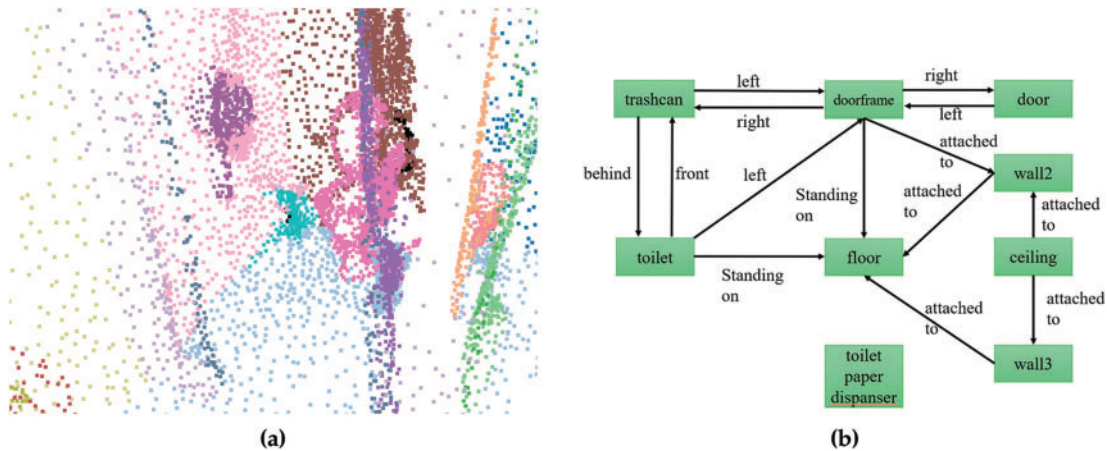 left
right
trashcan
doorframe
door
right
left
attached
to
behind
front
left
Standing
on
attached
to
wall2
attached
to
toilet
floor
ceiling
Standing
on
attached
to
attached
to
toilet
paper
dispanser
wall3
(a)
(b)